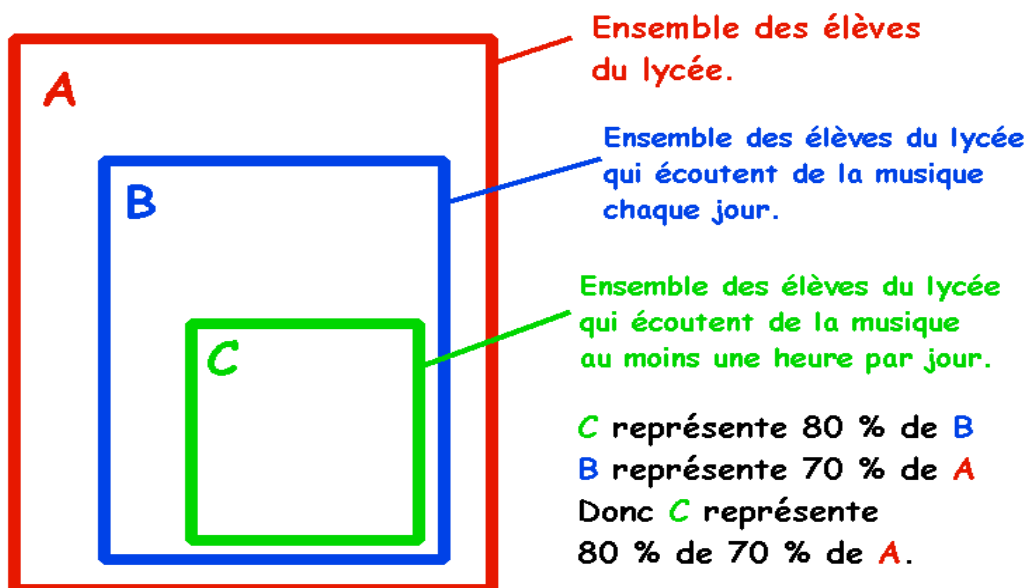 A
Ensemble des élèves
du lycée.
B
Ensemble des élèves du lycée
qui écoutent de la musique
chaque jour.
C
Ensemble des élèves du lycée
qui écoutent de la musique
au moins une heure par jour.
C représente 80 % de B
B représente 70 % de A
Donc C représente
80 % de 70 % de A.